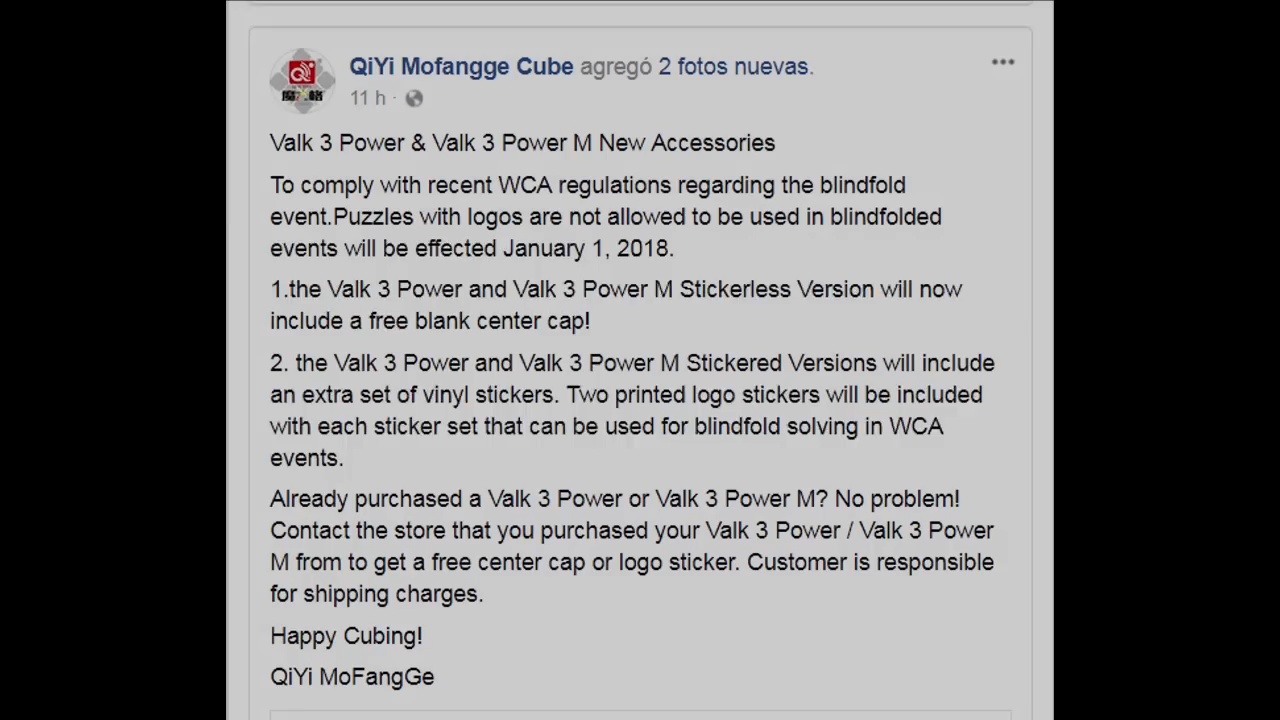 QiYi Mofangge Cube agregó 2 fotos nuevas.
11 h ·
Valk 3 Power & Valk 3 Power M New Accessories
To comply with recent WCA regulations regarding the blindfold
event.Puzzles with logos are not allowed to be used in blindfolded
events will be effected January 1, 2018.
1.the Valk 3 Power and Valk 3 Power M Stickerless Version will now
include a free blank center cap!
2. the Valk 3 Power and Valk 3 Power M Stickered Versions will include
an extra set of vinyl stickers. Two printed logo stickers will be included
with each sticker set that can be used for blindfold solving in WCA
events.
Already purchased a Valk 3 Power or Valk 3 Power M? No problem!
Contact the store that you purchased your Valk 3 Power / Valk 3 Power
M from to get a free center cap or logo sticker. Customer is responsible
for shipping charges.
Happy Cubing!
QiYi MoFangGe